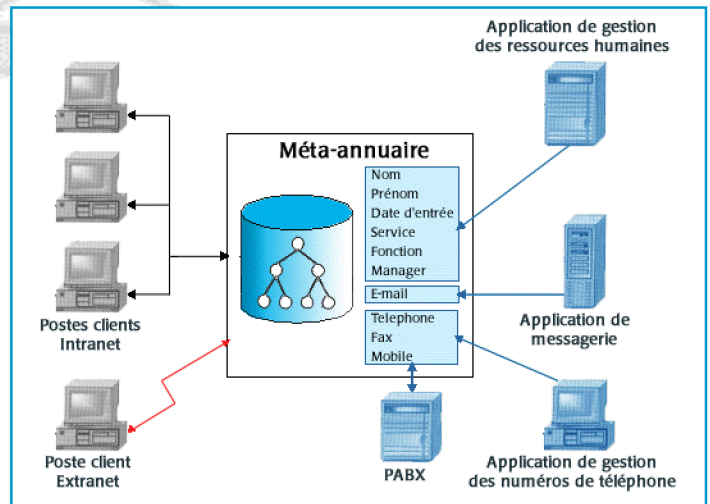 Application de gestion
des ressources humaines
Méta-annuaire
Nom
Prénom
Date d'entrée
Service
Fonction
Manager
E-mail
Telephone
Fax
Mobile
Postes clients
Intranet
Application de
messagerie
Poste client
Extranet
PABX
Application de gestion
des numéros de téléphone